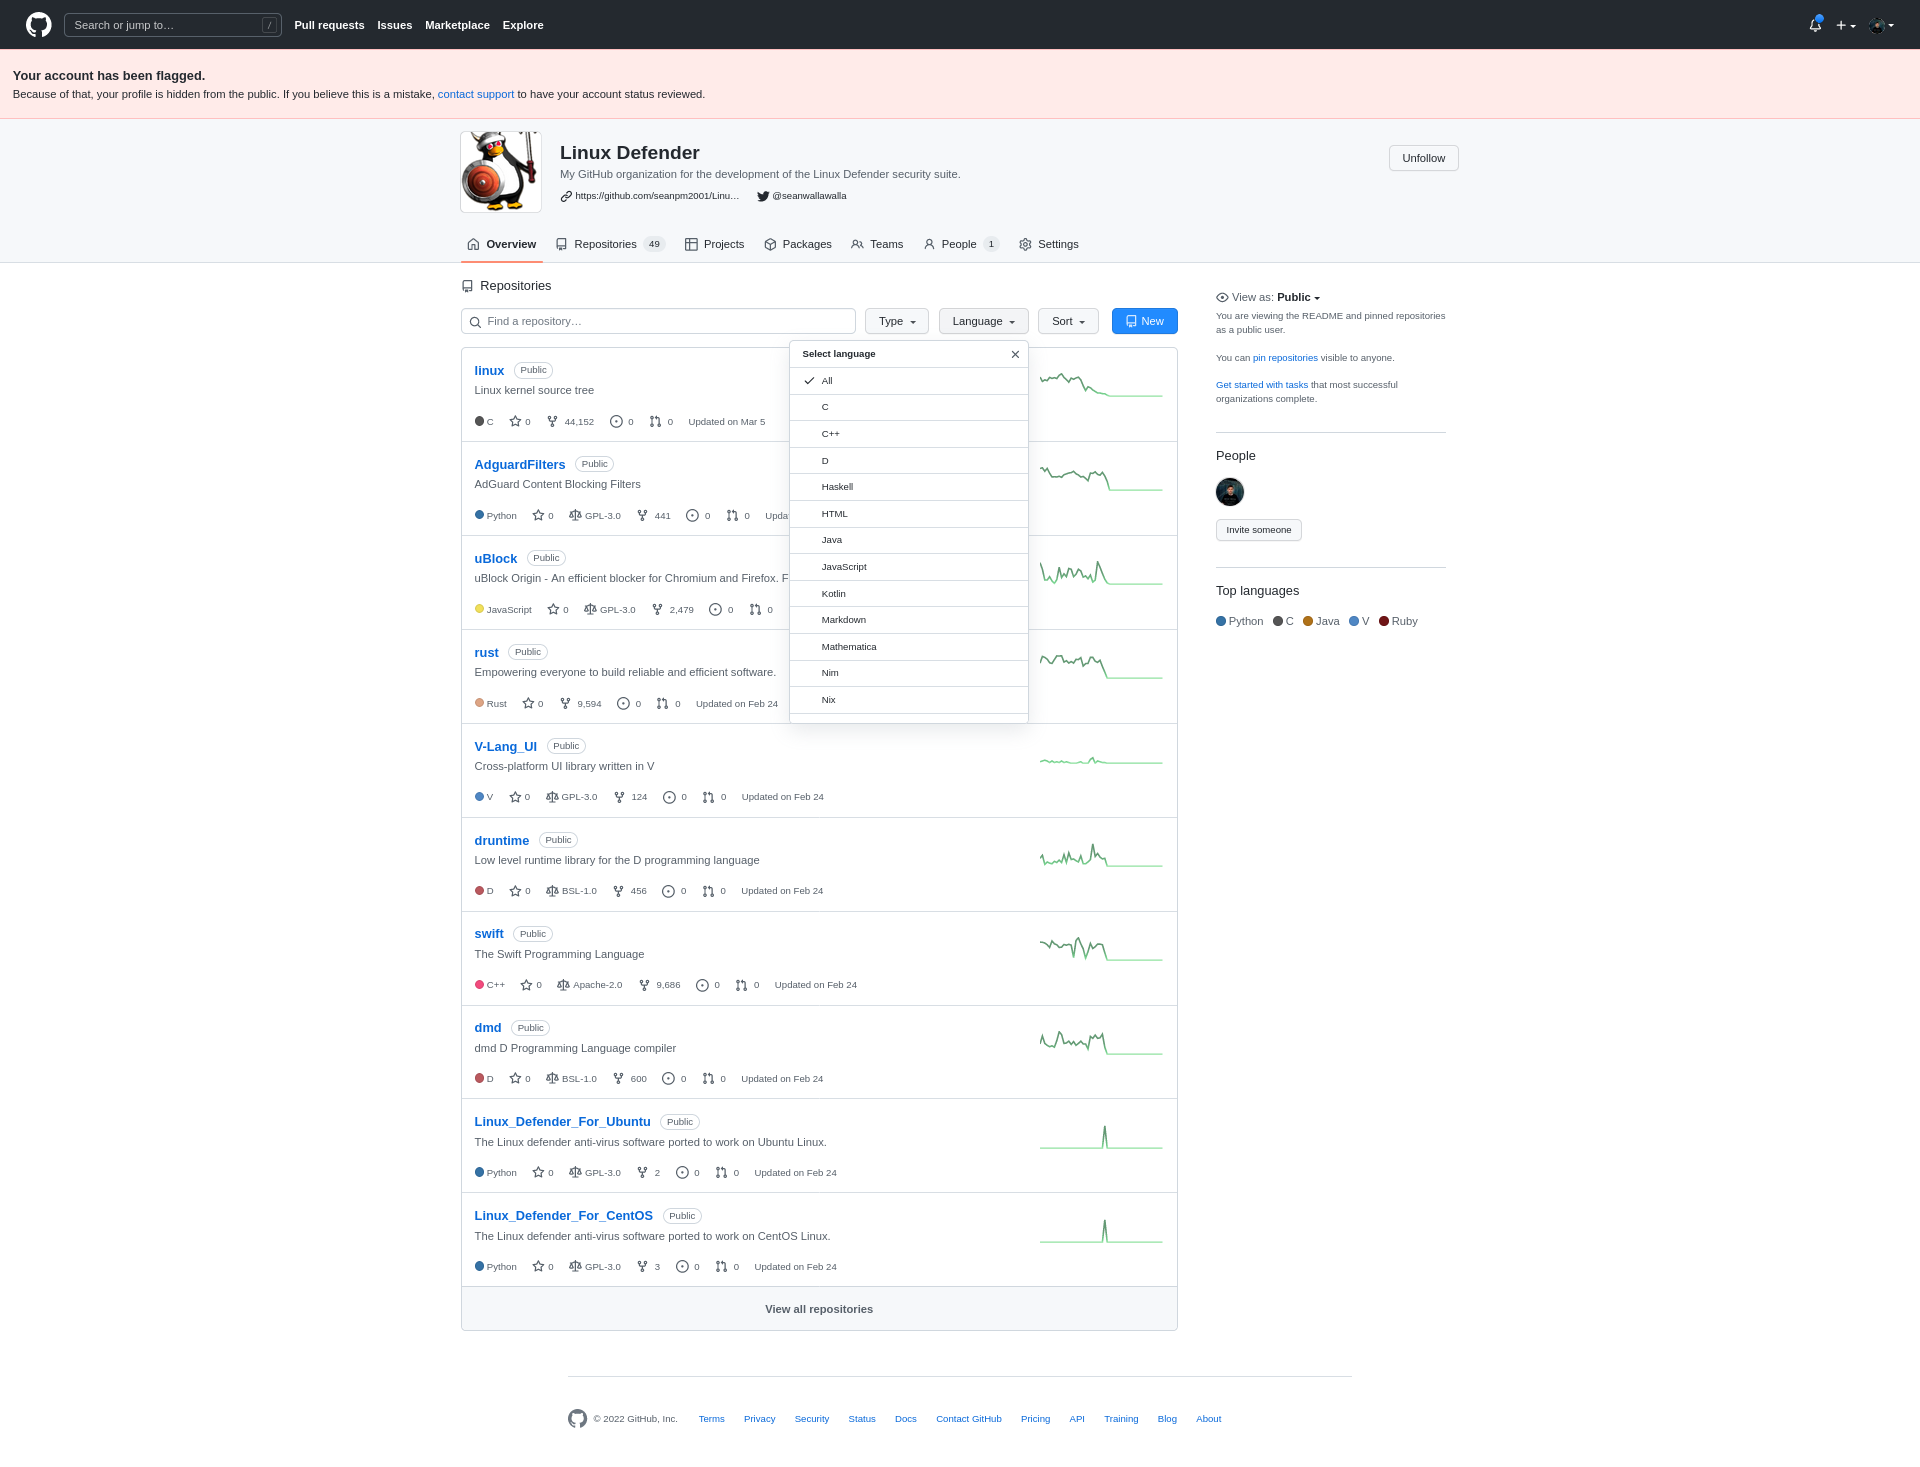 Search or jump to… /
Pull requests Issues Marketplace Explore
Your account has been flagged.
Because of that, your profile is hidden from the public. If you believe this is a mistake, contact support to have your account status reviewed.
Linux Defender
Unfollow
My GitHub organization for the development of the Linux Defender security suite.
https://github.com/seanpm2001/Linu… @seanwallawalla
Overview Repositories 49 Projects Packages Teams People 1 Settings
Repositories
Find a repository… Type Language Sort New
Select language
All
C
C++
D
Haskell
HTML
Java
JavaScript
Kotlin
Markdown
Mathematica
Nim
Nix
linux Public
Linux kernel source tree
C 0 44,152 0 0 Updated on Mar 5
AdguardFilters Public
AdGuard Content Blocking Filters
Python 0 GPL-3.0 441 0 0 Upda
uBlock Public
uBlock Origin - An efficient blocker for Chromium and Firefox. F
JavaScript 0 GPL-3.0 2,479 0 0
rust Public
Empowering everyone to build reliable and efficient software.
Rust 0 9,594 0 0 Updated on Feb 24
V-Lang_UI Public
Cross-platform UI library written in V
V 0 GPL-3.0 124 0 0 Updated on Feb 24
druntime Public
Low level runtime library for the D programming language
D 0 BSL-1.0 456 0 0 Updated on Feb 24
swift Public
The Swift Programming Language
C++ 0 Apache-2.0 9,686 0 0 Updated on Feb 24
dmd Public
dmd D Programming Language compiler
D 0 BSL-1.0 600 0 0 Updated on Feb 24
Linux_Defender_For_Ubuntu Public
The Linux defender anti-virus software ported to work on Ubuntu Linux.
Python 0 GPL-3.0 2 0 0 Updated on Feb 24
Linux_Defender_For_CentOS Public
The Linux defender anti-virus software ported to work on CentOS Linux.
Python 0 GPL-3.0 3 0 0 Updated on Feb 24
View all repositories
View as: Public
You are viewing the README and pinned repositories
as a public user.
You can pin repositories visible to anyone.
Get started with tasks that most successful
organizations complete.
People
Invite someone
Top languages
Python C Java V Ruby
© 2022 GitHub, Inc. Terms Privacy Security Status Docs Contact GitHub Pricing API Training Blog About